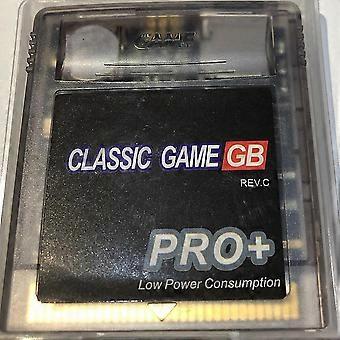 GAME
CLASSIC GAME GB
REV.C
PRO+
Low Power Consumption